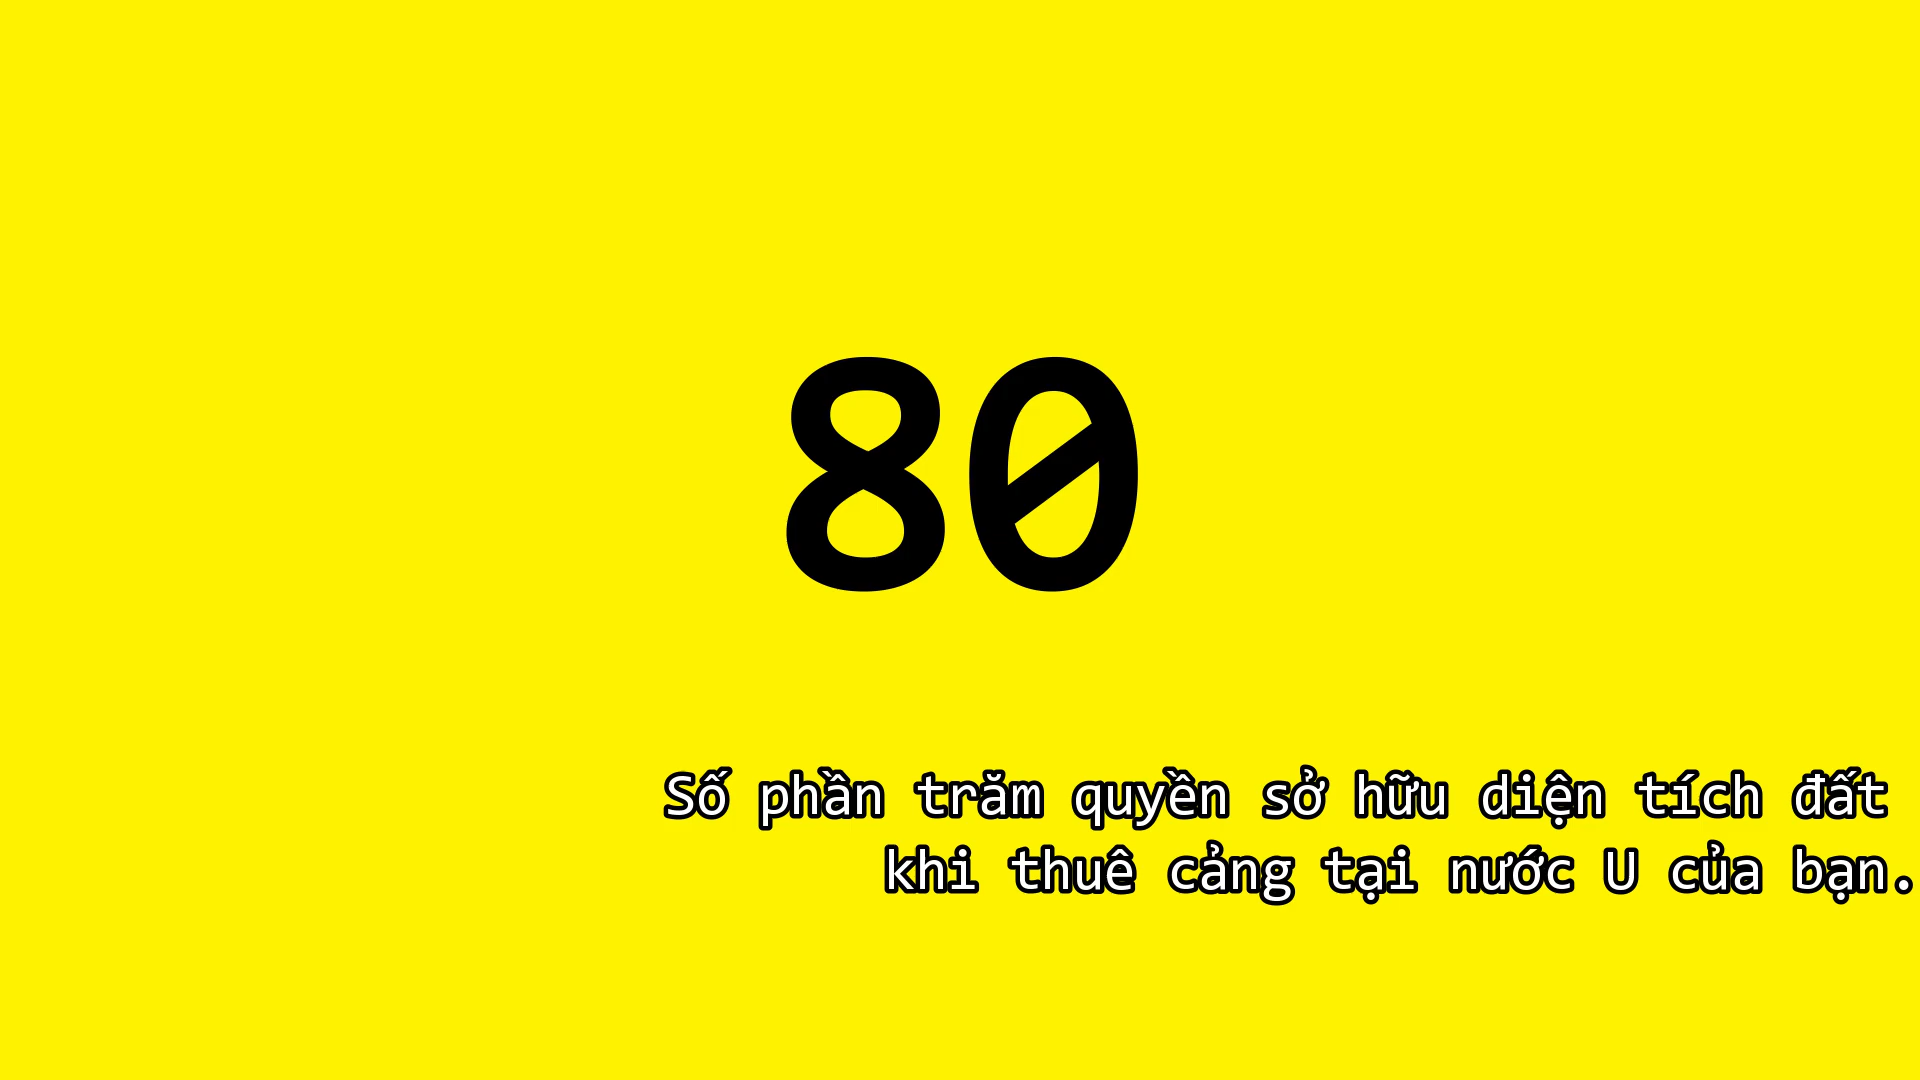 80
Số phần trăm quyền sở hữu diện tích đất
khi thuê cảng tại nước U của bạn.